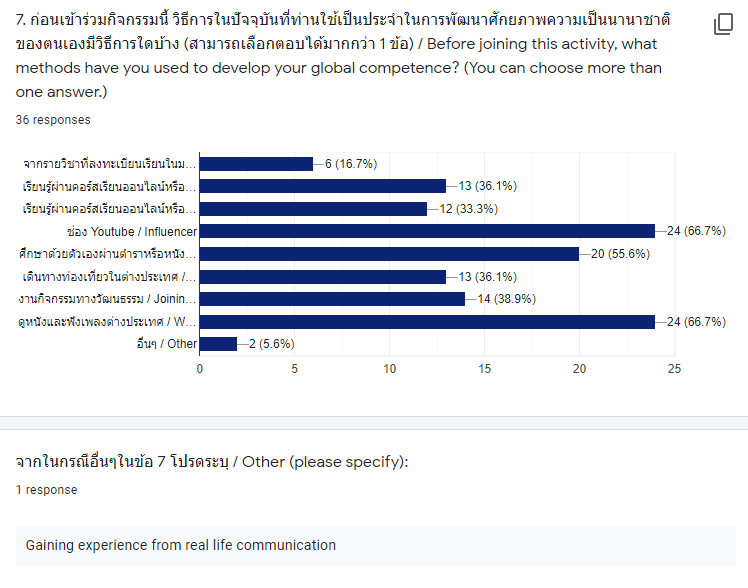 7. ก่อนเข้าร่วมกิจกรรมนี้ วิธีการในปัจจุบันที่ท่านใช้เป็นประจำในการพัฒนาศักยภาพความเป็นนานาชาติ
ของตนเองมีวิธีการใดบ้าง (สามารถเลือกตอบได้มากกว่า 1 ข้อ) / Before joining this activity, what
methods have you used to develop your global competence? (You can choose more than
one answer.)
36 responses
จากรายวิชาที่ลงทะเบียนเรียนในม... 6 (16.7%)
เรียนรู้ผ่านคอร์สเรียนออนไลน์หรือ... 13 (36.1%)
เรียนรู้ผ่านคอร์สเรียนออนไลน์หรือ... 12 (33.3%)
ช่อง Youtube / Influencer 24 (66.7%)
ศึกษาด้วยตัวเองผ่านตำราหรือหนัง... 20 (55.6%)
เดินทางท่องเที่ยวในต่างประเทศ /... 13 (36.1%)
งานกิจกรรมทางวัฒนธรรม / Joinin... 14 (38.9%)
ดูหนังและฟังเพลงต่างประเทศ / W... 24 (66.7%)
อื่นๆ / Other 2 (5.6%)
0 5 10 15 20 25
จากในกรณีอื่นๆในข้อ 7 โปรดระบุ / Other (please specify):
1 response
Gaining experience from real life communication